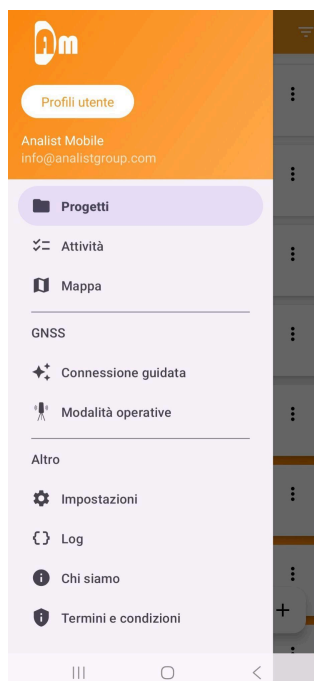 Am
Profili utente
Analist Mobile
info@analistgroup.com
Progetti
Attività
Mappa
GNSS
Connessione guidata
Modalità operative
Altro
Impostazioni
Log
Chi siamo
Termini e condizioni